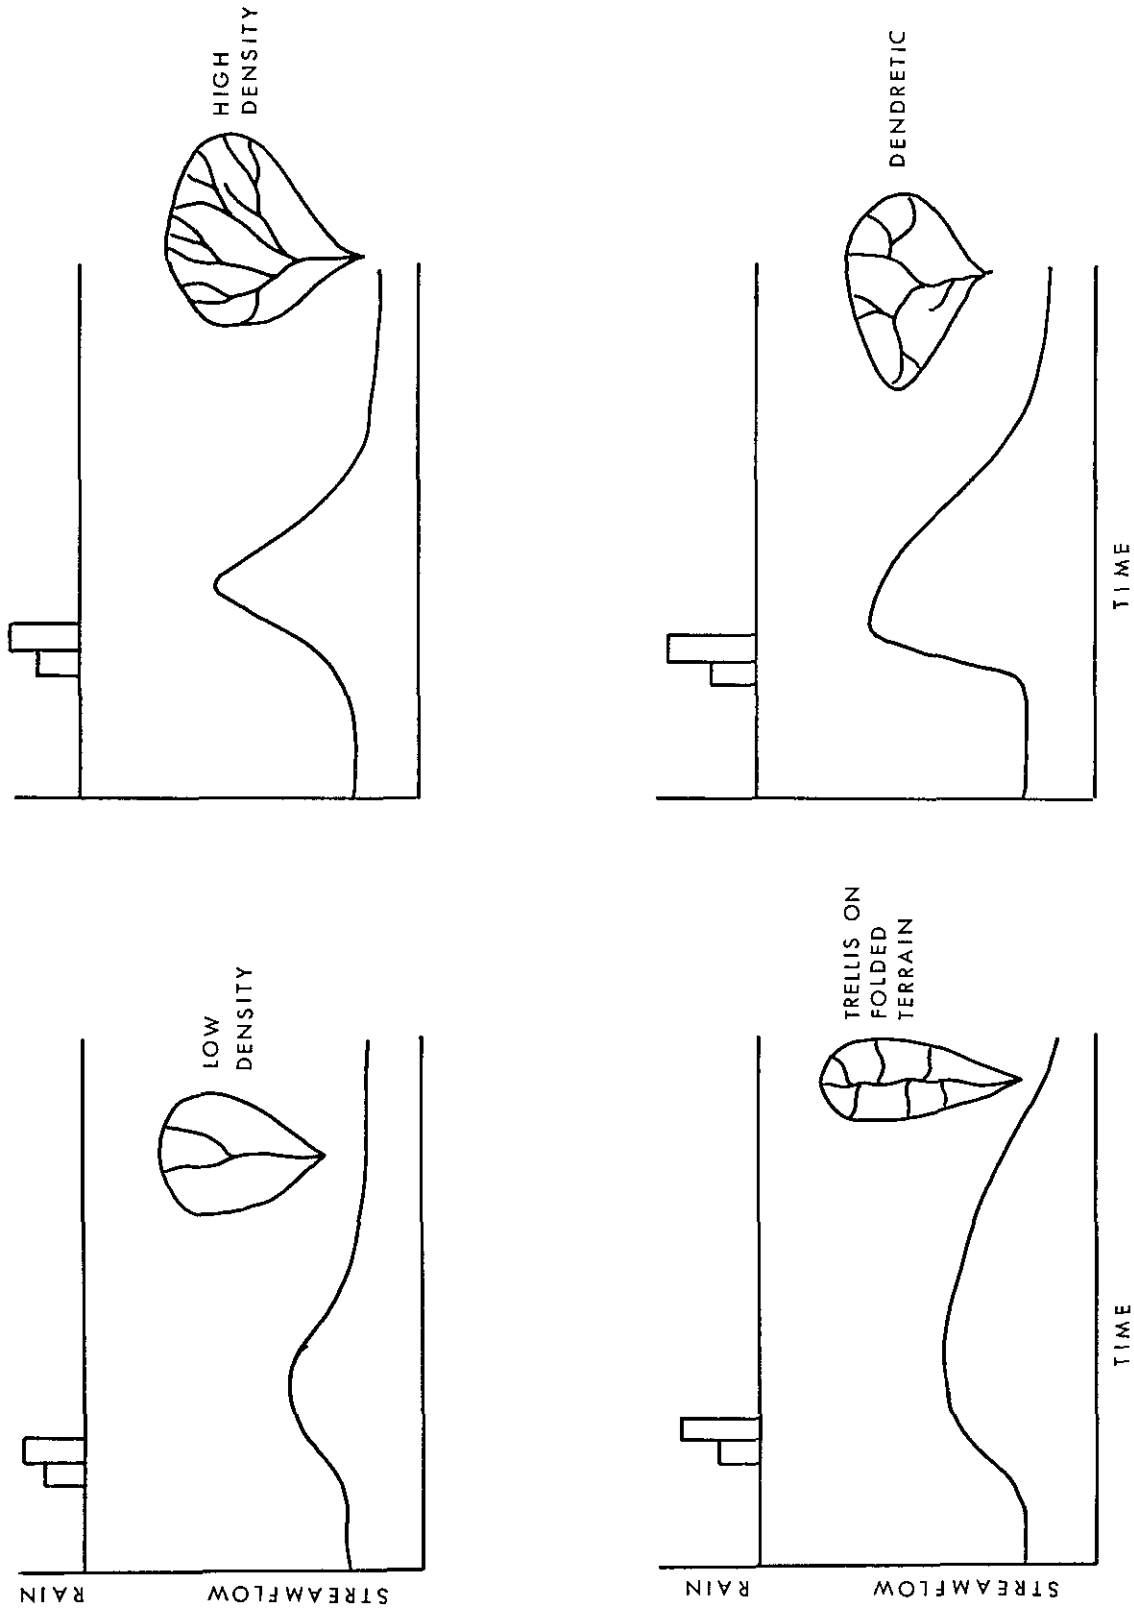 RAIN
STREAMFLOW
LOW
DENSITY
HIGH
DENSITY
RAIN
STREAMFLOW
TRELLIS ON
FOLDED
TERRAIN
TIME
DENDRETIC
TIME